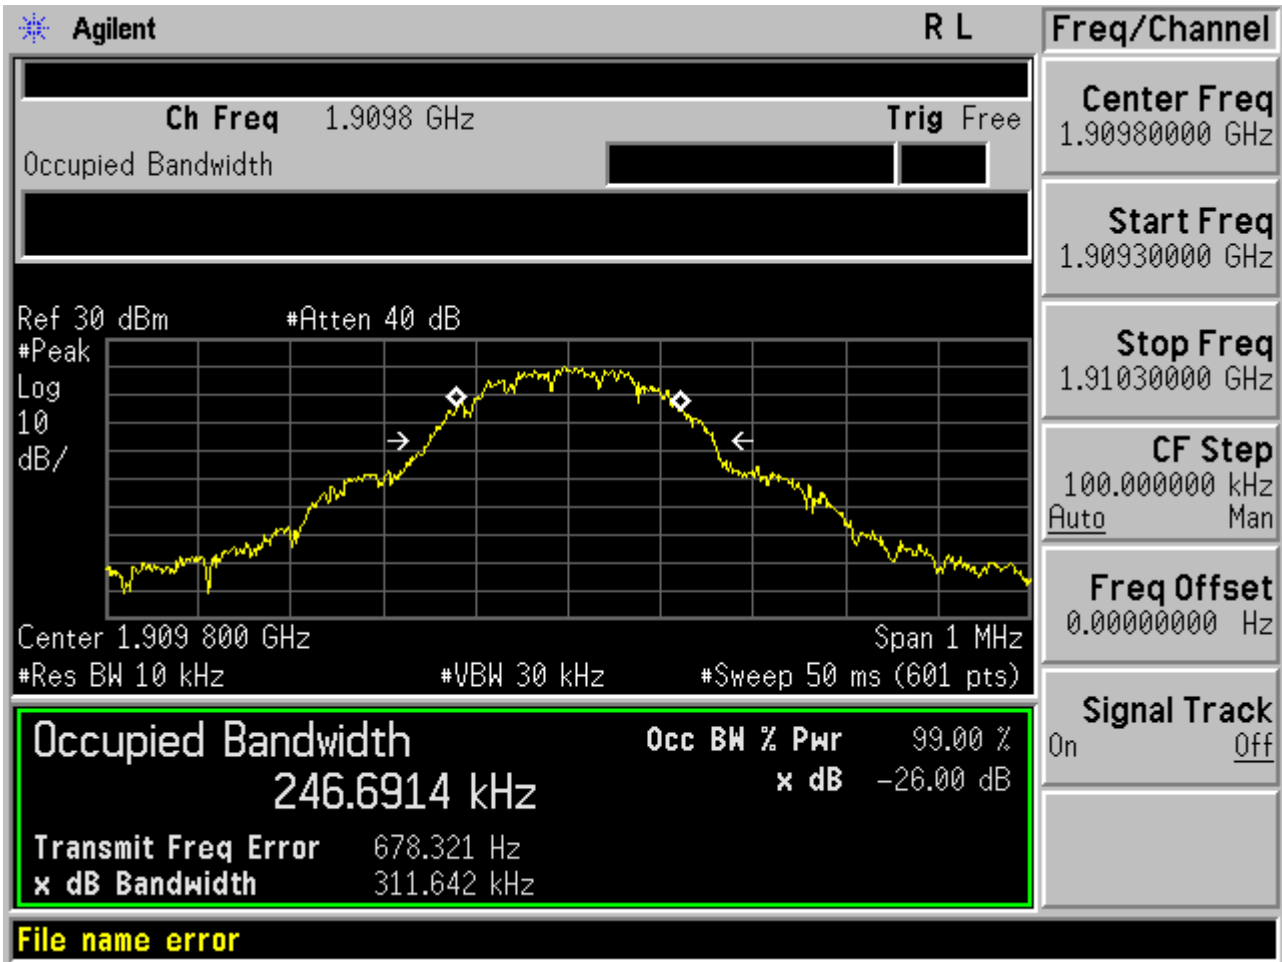 Agilent R L Freq/Channel
Ch Freq 1.9098 GHz Trig Free
Occupied Bandwidth
Center Freq
1.90980000 GHz
Start Freq
1.90930000 GHz
Stop Freq
1.91030000 GHz
CF Step
100.000000 kHz
Auto Man
Freq Offset
0.00000000 Hz
Signal Track
On Off
Ref 30 dBm #Atten 40 dB
#Peak
Log
10
dB/
Center 1.909 800 GHz Span 1 MHz
#Res BW 10 kHz #VBW 30 kHz #Sweep 50 ms (601 pts)
Occupied Bandwidth Occ BW % Pwr 99.00 %
246.6914 kHz x dB -26.00 dB
Transmit Freq Error 678.321 Hz
x dB Bandwidth 311.642 kHz
File name error